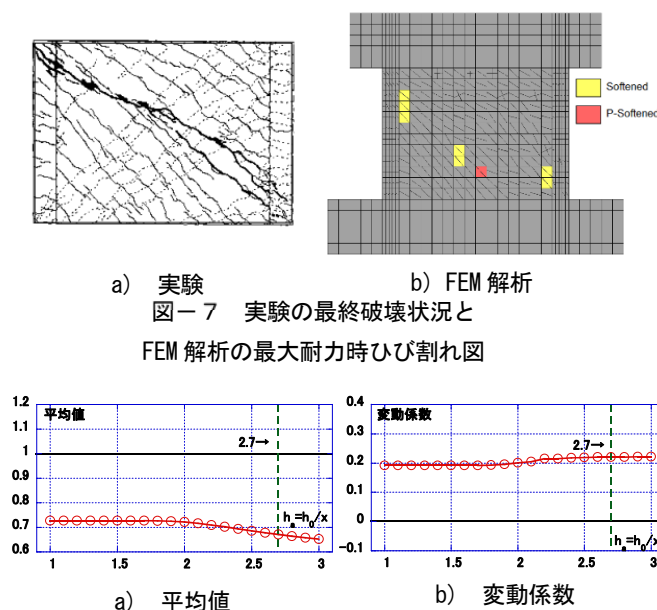 Softened
P-Softened
a) 実験
b) FEM 解析
図－７ 実験の最終破壊状況と
FEM 解析の最大耐力時ひび割れ図
1.2
1.1
1
0.9
0.8
0.7
0.6
平均値
2.7→
hₑ=h₀/x
1
1.5
2
2.5
3
a) 平均値
0.4
0.3
0.2
0.1
0
-0.1
変動係数
2.7→
hₑ=h₀/x
1
1.5
2
2.5
3
b) 変動係数